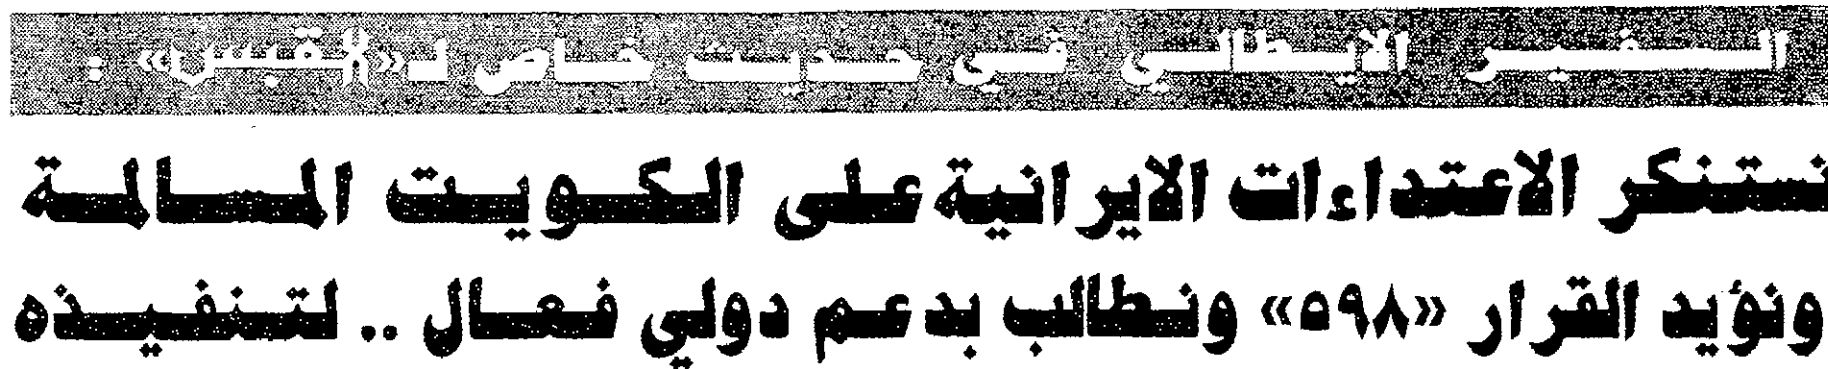 السفير الايطالي في حديث خاص لـ«القبس» :
نستنكر الاعتداءات الايرانية على الكويت المسالمة
ونؤيد القرار «٥٩٨» ونطالب بدعم دولي فعال .. لتنفيذه